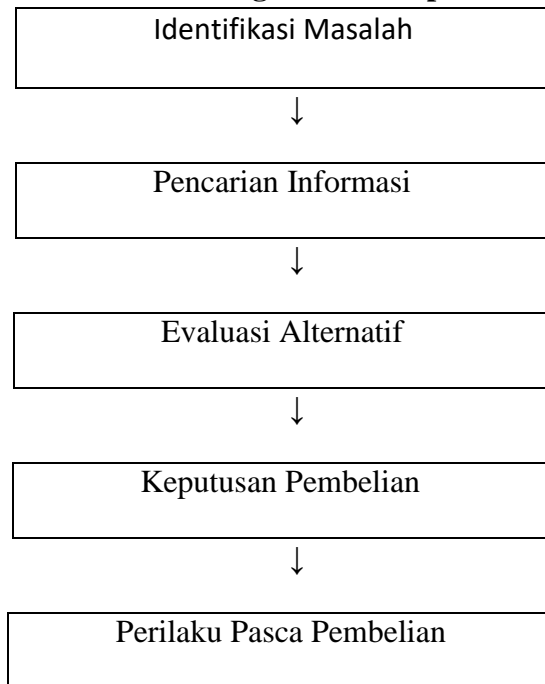 Identifikasi Masalah
↓
Pencarian Informasi
↓
Evaluasi Alternatif
↓
Keputusan Pembelian
↓
Perilaku Pasca Pembelian